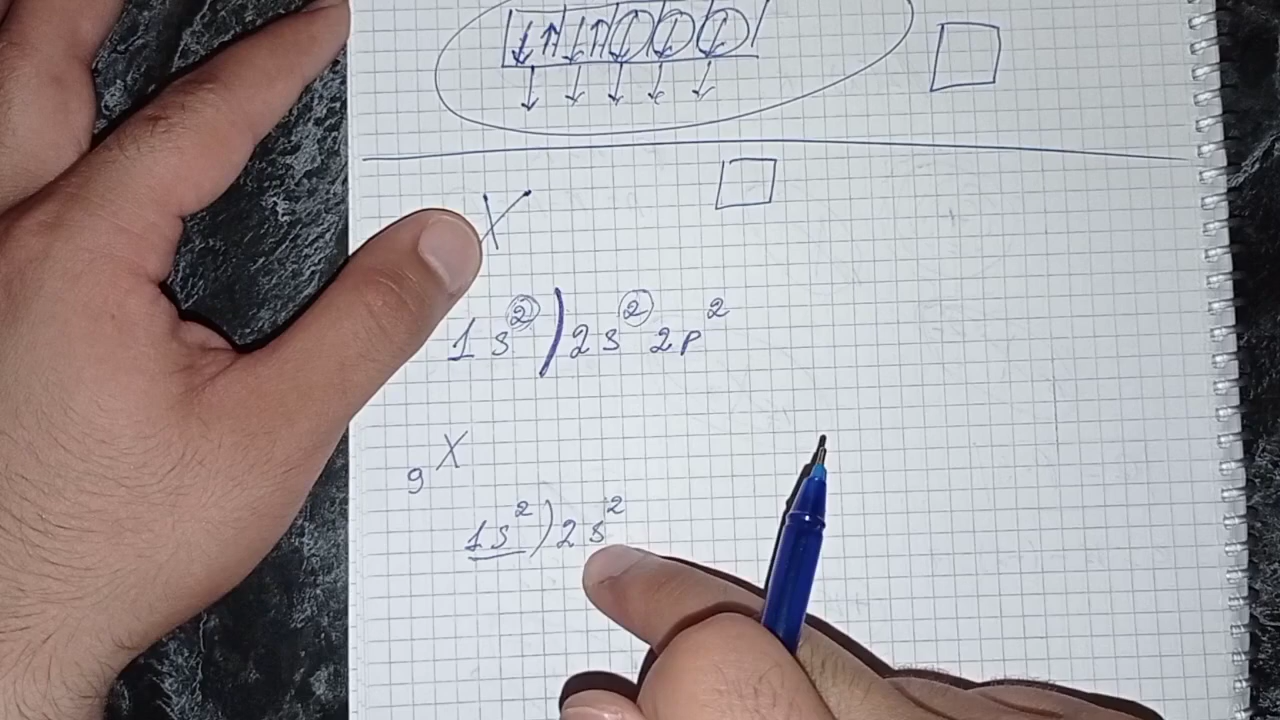 X
1s² ) 2s² 2p²
₉X
1s² ) 2s²